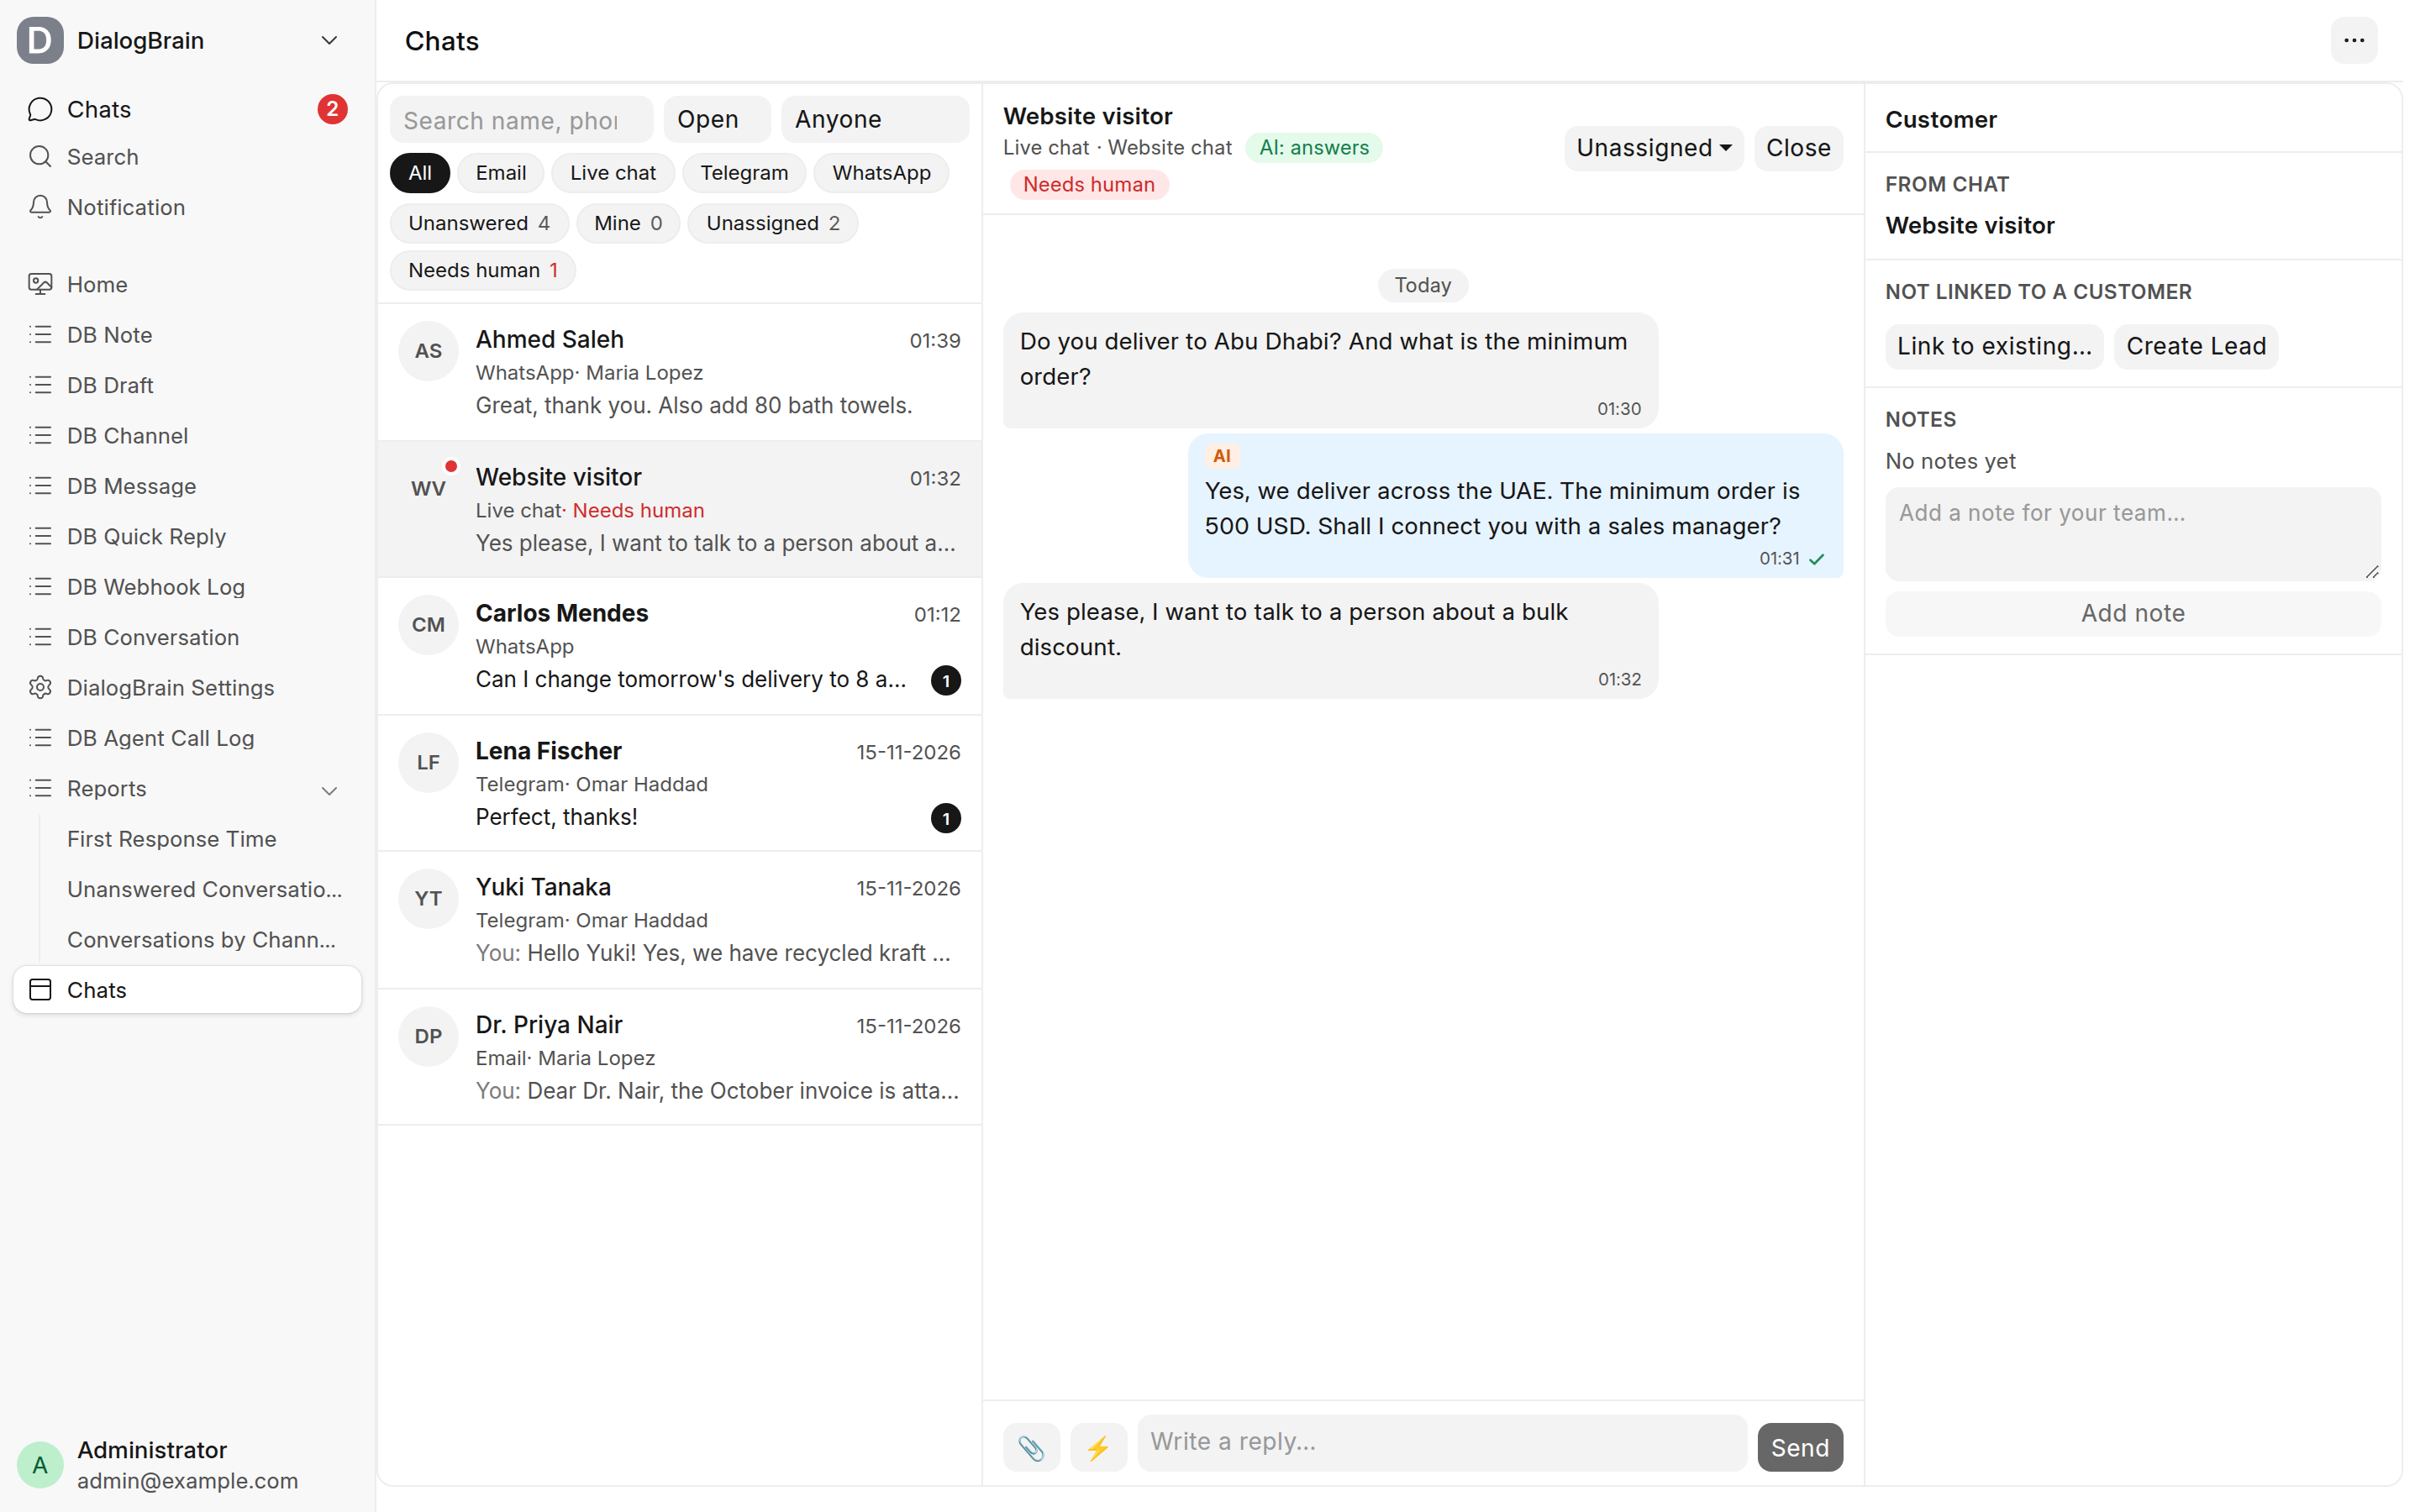 D
DialogBrain
Chats
2
Search
Notification
Home
DB Note
DB Draft
DB Channel
DB Message
DB Quick Reply
DB Webhook Log
DB Conversation
DialogBrain Settings
DB Agent Call Log
Reports
First Response Time
Unanswered Conversatio...
Conversations by Chann...
Chats
A
Administrator
admin@example.com
Chats
Open
Anyone
All
Email
Live chat
Telegram
WhatsApp
Unanswered 4
Mine 0
Unassigned 2
Needs human 1
AS
Ahmed Saleh
01:39
WhatsApp· Maria Lopez
Great, thank you. Also add 80 bath towels.
WV
Website visitor
01:32
Live chat· Needs human
Yes please, I want to talk to a person about a...
CM
Carlos Mendes
01:12
WhatsApp
Can I change tomorrow's delivery to 8 a...
1
LF
Lena Fischer
15-11-2026
Telegram· Omar Haddad
Perfect, thanks!
1
YT
Yuki Tanaka
15-11-2026
Telegram· Omar Haddad
You: Hello Yuki! Yes, we have recycled kraft ...
DP
Dr. Priya Nair
15-11-2026
Email· Maria Lopez
You: Dear Dr. Nair, the October invoice is atta...
Search name,
Website visitor
Live chat · Website chat
AI: answers
Needs human
Unassigned
Close
Today
Do you deliver to Abu Dhabi? And what is the minimum
order?
01:30
AI
Yes, we deliver across the UAE. The minimum order is
500 USD. Shall I connect you with a sales manager?
01:31
Yes please, I want to talk to a person about a bulk
discount.
01:32
Write a reply...
Send
Customer
FROM CHAT
Website visitor
NOT LINKED TO A CUSTOMER
Link to existing...
Create Lead
NOTES
No notes yet
Add a note for your team...
Add note